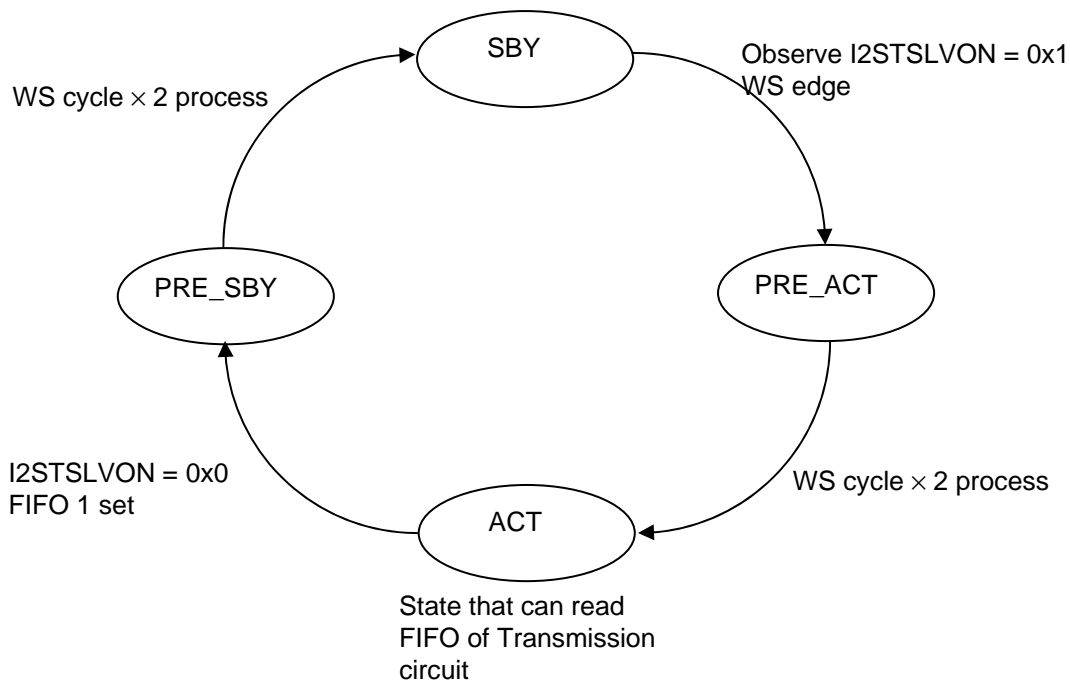 SBY
Observe I2STSLVON = 0x1
WS edge
WS cycle × 2 process
PRE_SBY
PRE_ACT
I2STSLVON = 0x0
FIFO 1 set
WS cycle × 2 process
ACT
State that can read
FIFO of Transmission
circuit